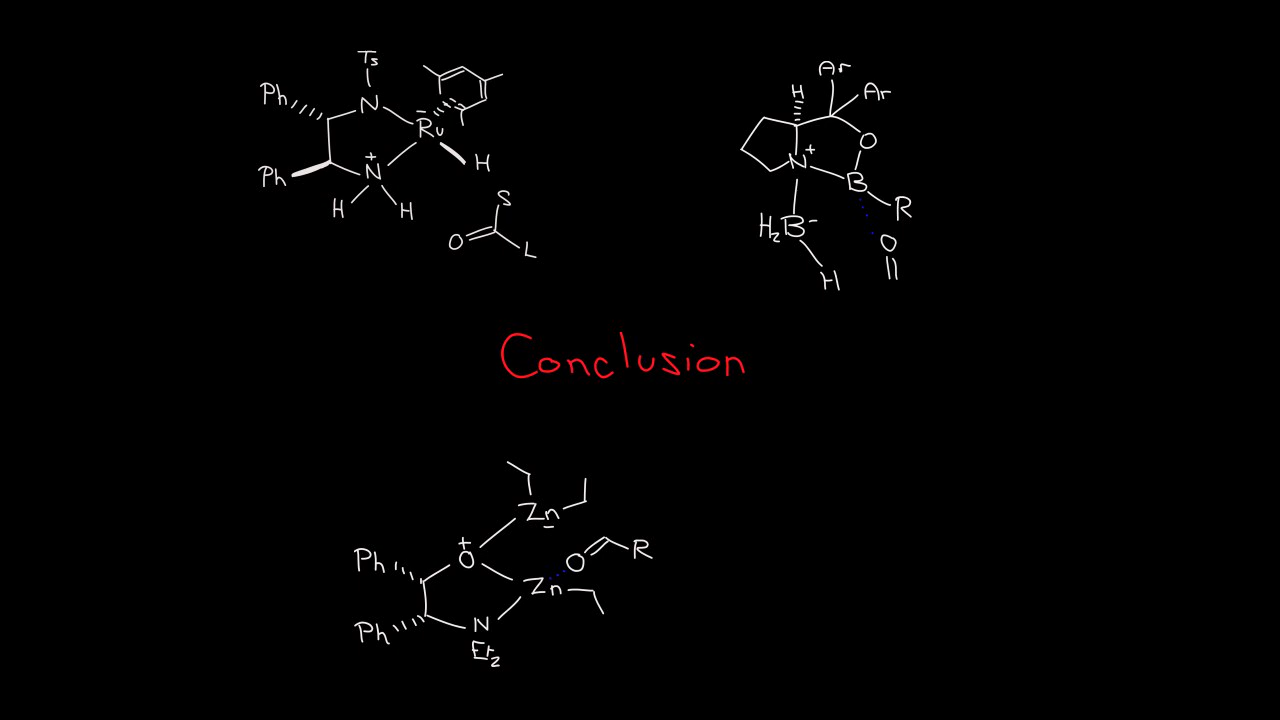 Ts
Ph
N
Ru
H
Ph
+
N
H H
S
O
L
Ar
H
Ar
O
N +
B
R
H2B-
O
H
Conclusion
Zn
+
O
O
R
Ph
Zn
Ph
N
Et2